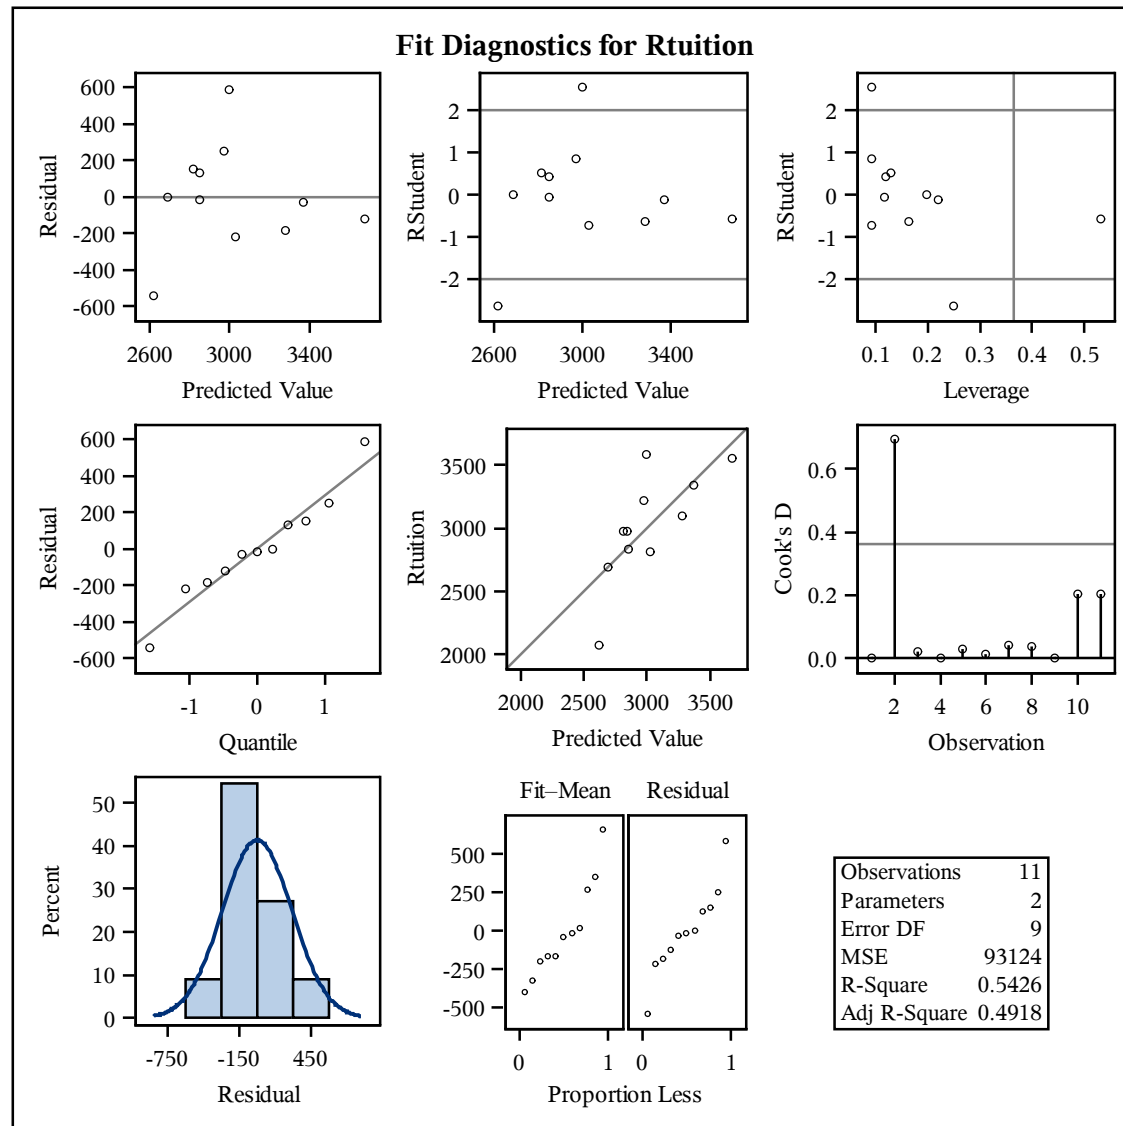 Fit Diagnostics for Rtuition
600
400
200
0
-200
-400
-600
Residual
2600 3000 3400
Predicted Value
2
1
0
-1
-2
RStudent
2600 3000 3400
Predicted Value
2
1
0
-1
-2
RStudent
0.1 0.2 0.3 0.4 0.5
Leverage
600
400
200
0
-200
-400
-600
Residual
-1 0 1
Quantile
3500
3000
2500
2000
Rtuition
2000 2500 3000 3500
Predicted Value
0.6
0.4
0.2
0.0
Cook's D
2 4 6 8 10
Observation
50
40
30
20
10
0
Percent
-750 -150 450
Residual
Fit–Mean Residual
500
250
0
-250
-500
0 1 0 1
Proportion Less
Observations 11
Parameters 2
Error DF 9
MSE 93124
R-Square 0.5426
Adj R-Square 0.4918